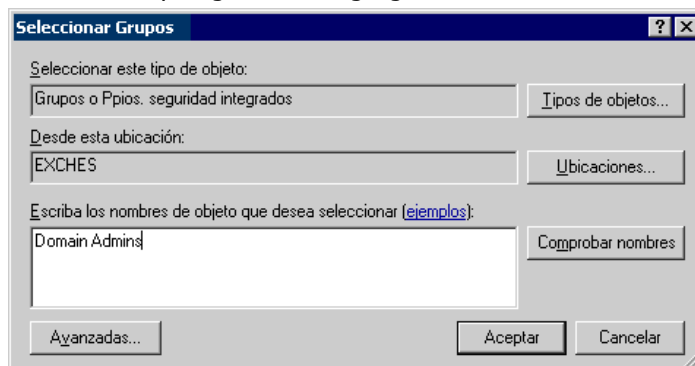 Seleccionar Grupos
Seleccionar este tipo de objeto:
Grupos o Ppios. seguridad integrados
Tipos de objetos...
Desde esta ubicación:
EXCHES
Ubicaciones...
Escriba los nombres de objeto que desea seleccionar (ejemplos):
Domain Admins
Comprobar nombres
Avanzadas...
Aceptar
Cancelar